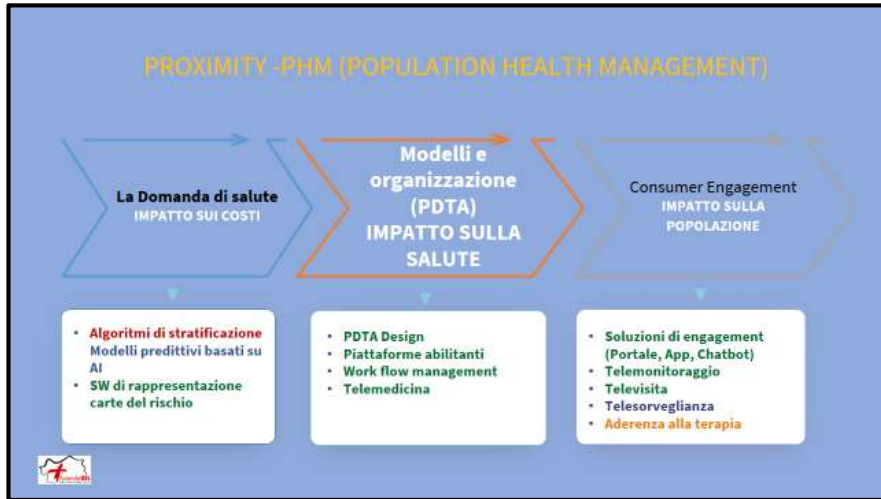 PROXIMITY -PHM (POPULATION HEALTH MANAGEMENT)
La Domanda di salute
IMPATTO SUI COSTI
Modelli e
organizzazione
(PDTA)
IMPATTO SULLA
SALUTE
Consumer Engagement
IMPATTO SULLA
POPOLAZIONE
• Algoritmi di stratificazione
Modelli predittivi basati su
AI
• SW di rappresentazione
carte del rischio
• PDTA Design
• Piattaforme abilitanti
• Work flow management
• Telemedicina
• Soluzioni di engagement
(Portale, App, Chatbot)
• Telemonitoraggio
• Televisita
• Telesorveglianza
• Aderenza alla terapia